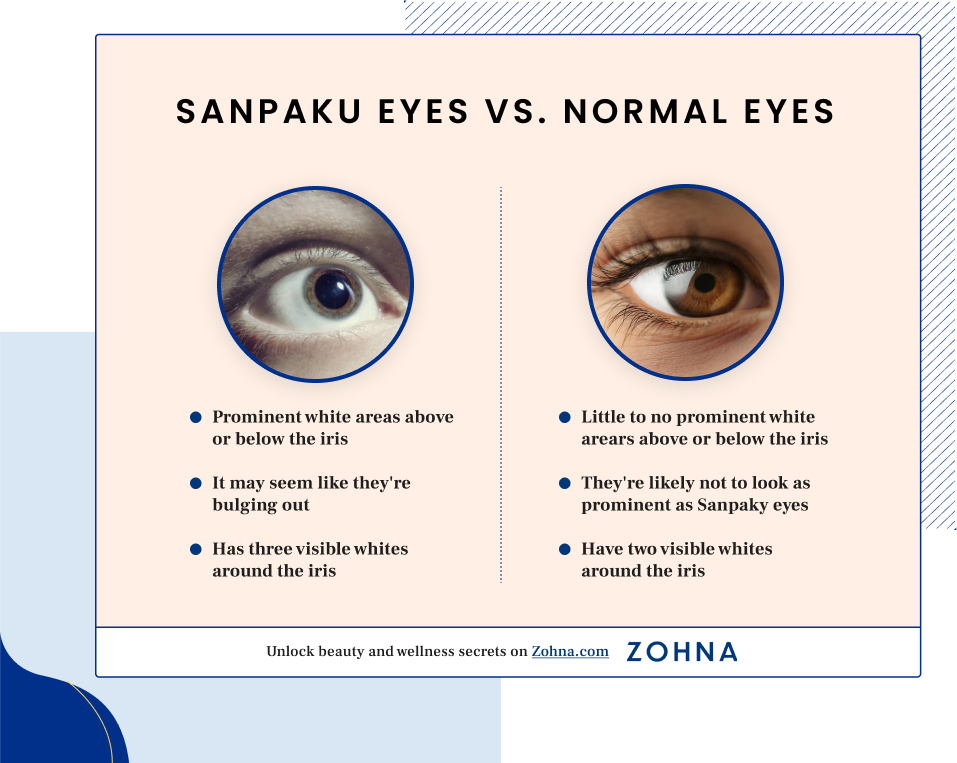 SANPAKU EYES VS. NORMAL EYES
Prominent white areas above
or below the iris
It may seem like they're
bulging out
Has three visible whites
around the iris
Little to no prominent white
arears above or below the iris
They're likely not to look as
prominent as Sanpaky eyes
Have two visible whites
around the iris
Unlock beauty and wellness secrets on Zohna.com ZOHNA